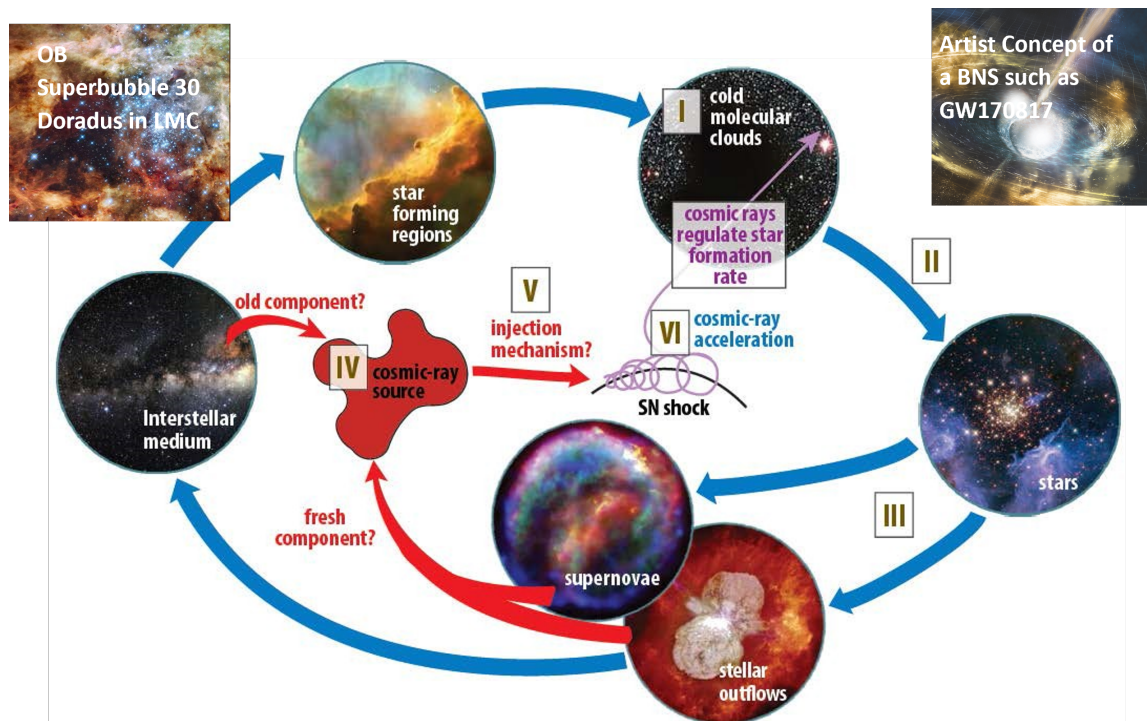 OB
Superbubble 30
Doradus in LMC
Artist Concept of
a BNS such as
GW170817
star
forming
regions
I
cold
molecular
clouds
cosmic rays
regulate star
formation
rate
II
old component?
V
injection
mechanism?
VI
cosmic-ray
acceleration
IV
cosmic-ray
source
SN shock
Interstellar
medium
stars
III
fresh
component?
supernovae
stellar
outflows